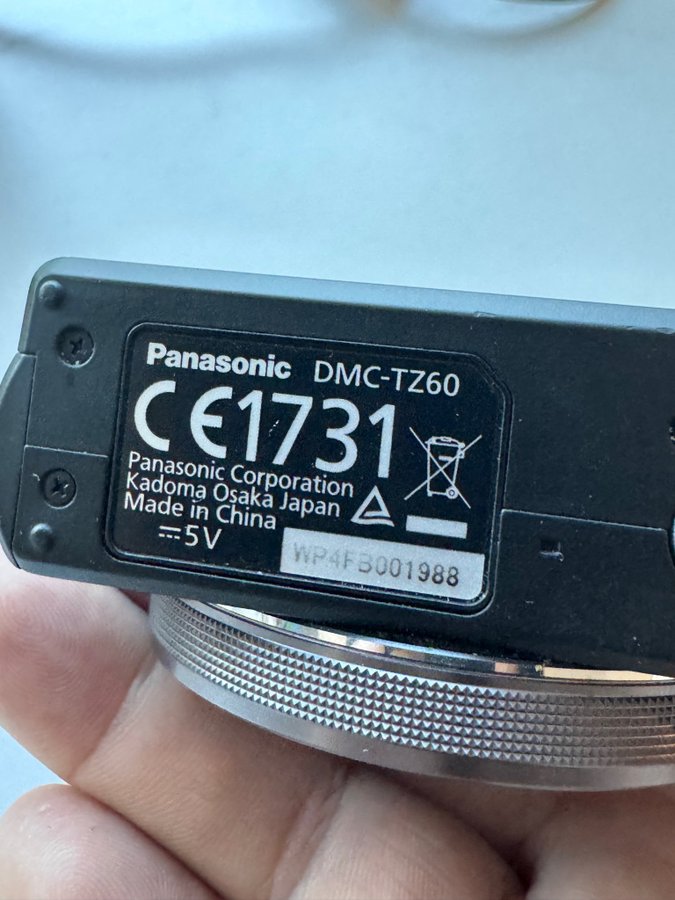 Panasonic DMC-TZ60
CE1731
Panasonic Corporation
Kadoma Osaka Japan
Made in China
5V
WP4FB001988